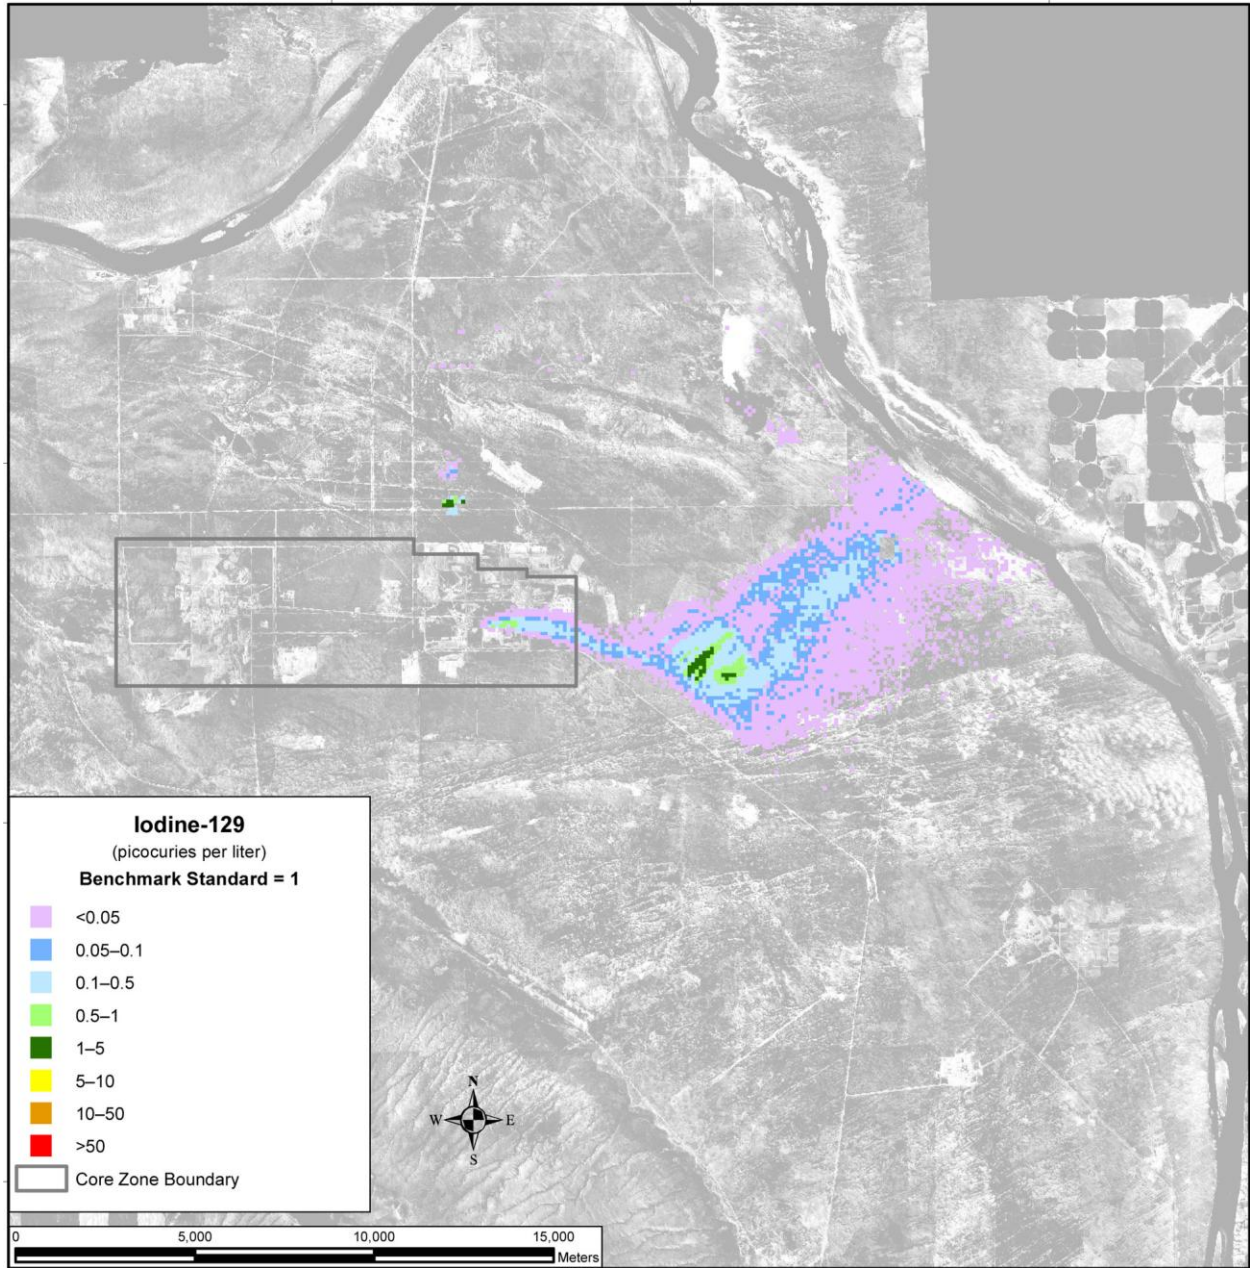 Iodine-129
(picocuries per liter)
Benchmark Standard = 1
<0.05
0.05–0.1
0.1–0.5
0.5–1
1–5
5–10
10–50
>50
Core Zone Boundary
N
W E
S
0 5,000 10,000 15,000
Meters